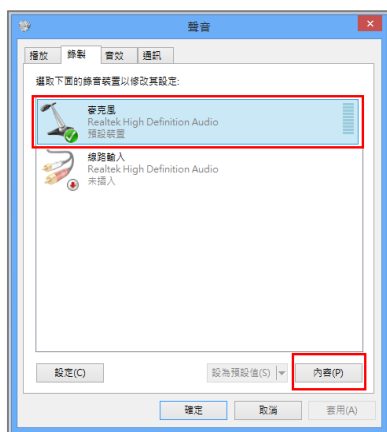 聲音
播放 錄製 音效 通訊
選取下面的錄音裝置以修改其設定:
麥克風
Realtek High Definition Audio
預設裝置
線路輸入
Realtek High Definition Audio
未插入
設定(C) 設為預設值(S) 內容(P)
確定 取消 套用(A)